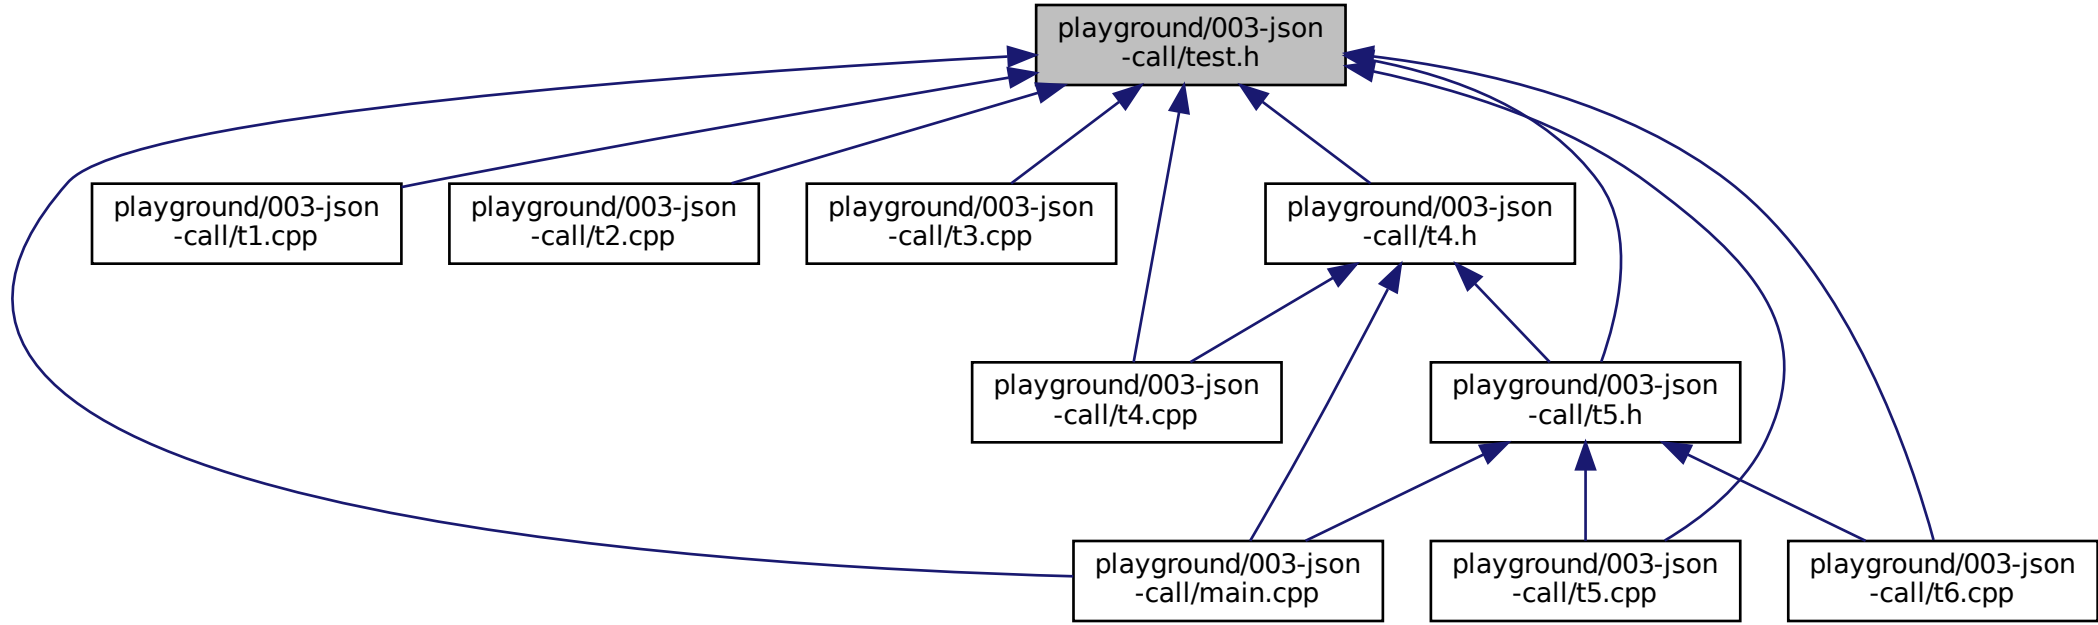 playground/003-json
-call/test.h
playground/003-json
-call/t1.cpp
playground/003-json
-call/t2.cpp
playground/003-json
-call/t3.cpp
playground/003-json
-call/t4.h
playground/003-json
-call/t4.cpp
playground/003-json
-call/t5.h
playground/003-json
-call/main.cpp
playground/003-json
-call/t5.cpp
playground/003-json
-call/t6.cpp